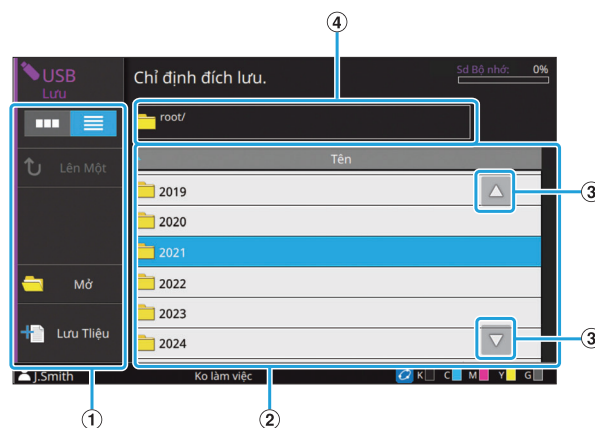 ④
USB
Lưu
Chỉ định đích lưu.
Sd Bộ nhớ: 0%
root/
Lên Một
Tên
2019
③
2020
2021
Mở
2022
2023
Lưu Tliệu
2024
③
J.Smith
Ko làm việc
K C M Y G
① ②